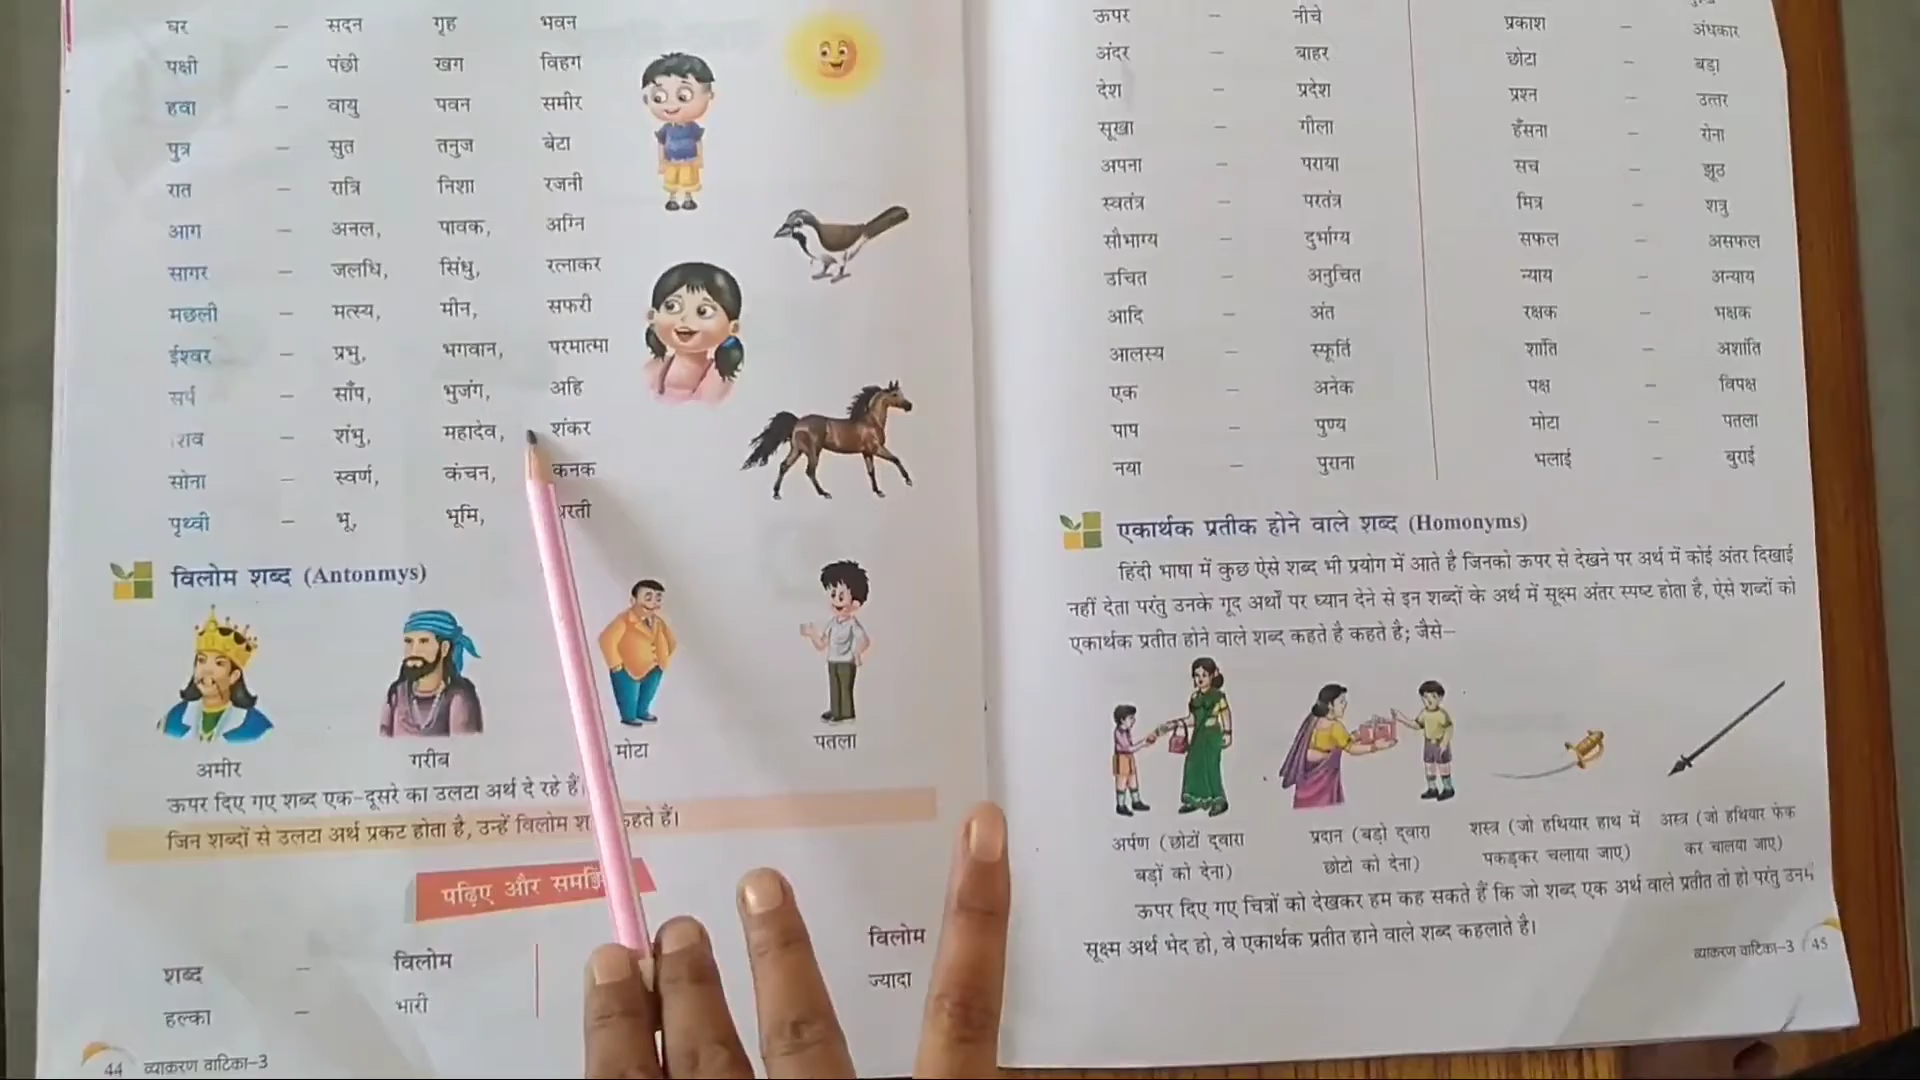 घर – सदन गृह भवन
पक्षी – पंछी खग विहग
हवा – वायु पवन समीर
पुत्र – सुत तनुज बेटा
रात – रात्रि निशा रजनी
आग – अनल, पावक, अग्नि
सागर – जलधि, सिंधु, रत्नाकर
मछली – मत्स्य, मीन, सफरी
ईश्वर – प्रभु, भगवान, परमात्मा
सर्प – साँप, भुजंग, अहि
शिव – शंभु, महादेव, शंकर
सोना – स्वर्ण, कंचन, कनक
पृथ्वी – भू, भूमि,
विलोम शब्द (Antonmys)
अमीर गरीब मोटा पतला
ऊपर दिए गए शब्द एक-दूसरे का उलटा अर्थ दे रहे हैं
जिन शब्दों से उलटा अर्थ प्रकट होता है, उन्हें विलोम कहते हैं।
पढ़िए और
शब्द – विलोम विलोम
हल्का – भारी ज्यादा
44 व्याकरण वाटिका-3
ऊपर – नीचे प्रकाश – अंधकार
अंदर – बाहर छोटा – बड़ा
देश – प्रदेश प्रश्न – उत्तर
सूखा – गीला हँसना – रोना
अपना – पराया सच – झूठ
स्वतंत्र – परतंत्र मित्र – शत्रु
सौभाग्य – दुर्भाग्य सफल – असफल
उचित – अनुचित न्याय – अन्याय
आदि – अंत रक्षक – भक्षक
आलस्य – स्फूर्ति शांति – अशांति
एक – अनेक पक्ष – विपक्ष
पाप – पुण्य मोटा – पतला
नया – पुराना भलाई – बुराई
एकार्थक प्रतीक होने वाले शब्द (Homonyms)
हिंदी भाषा में कुछ ऐसे शब्द भी प्रयोग में आते है जिनको ऊपर से देखने पर अर्थ में कोई अंतर दिखाई
नहीं देता परंतु उनके गूद अर्थों पर ध्यान देने से इन शब्दों के अर्थ में सूक्ष्म अंतर स्पष्ट होता है, ऐसे शब्दों को
एकार्थक प्रतीत होने वाले शब्द कहते है कहते है; जैसे–
अर्पण (छोटों द्वारा प्रदान (बड़ो द्वारा शस्त्र (जो हथियार हाथ में अस्त्र (जो हथियार फेक
बड़ों को देना) छोटो को देना) पकड़कर चलाया जाए) कर चालया जाए)
ऊपर दिए गए चित्रों को देखकर हम कह सकते हैं कि जो शब्द एक अर्थ वाले प्रतीत तो हो परंतु उनमें
सूक्ष्म अर्थ भेद हो, वे एकार्थक प्रतीत हाने वाले शब्द कहलाते है।
व्याकरण वाटिका-3 45